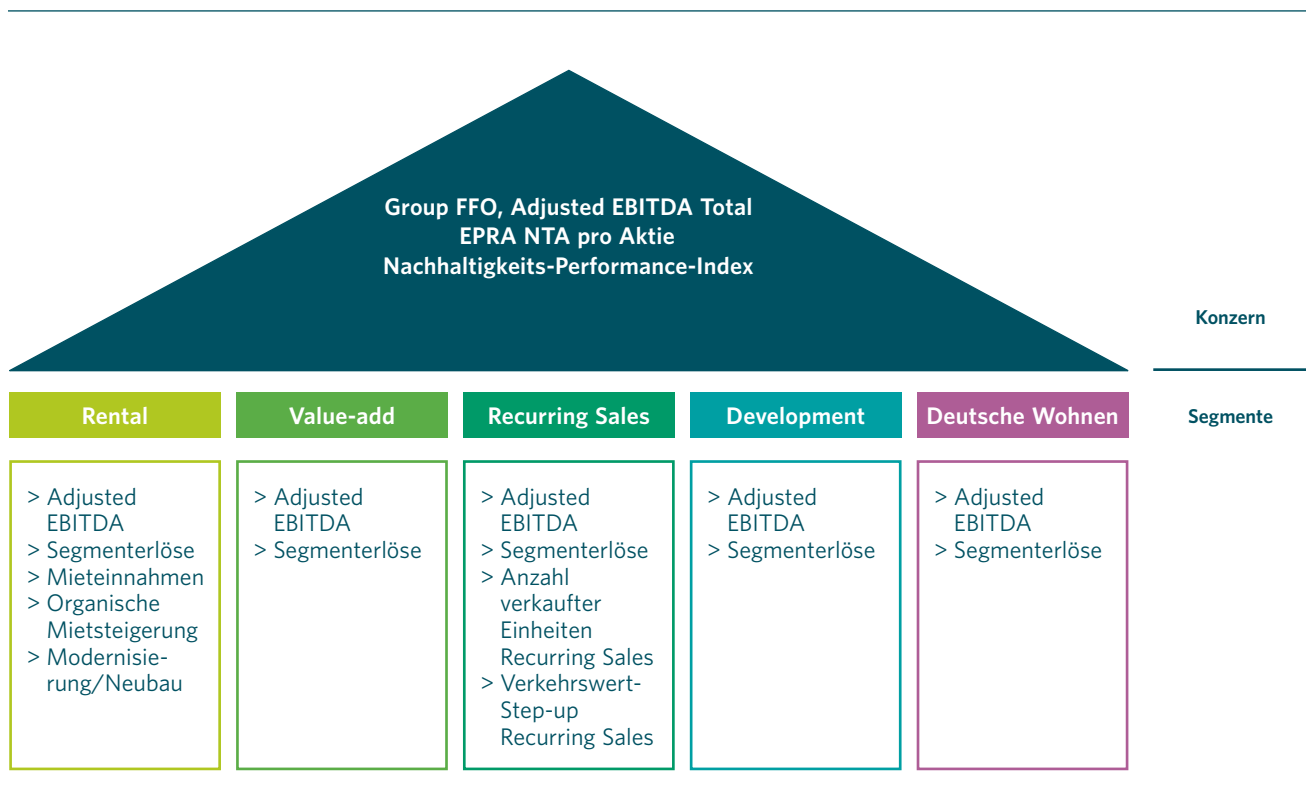 Group FFO, Adjusted EBITDA Total
EPRA NTA pro Aktie
Nachhaltigkeits-Performance-Index
Konzern
Rental
Value-add
Recurring Sales
Development
Deutsche Wohnen
Segmente
> Adjusted
EBITDA
> Segmenterlöse
> Mieteinnahmen
> Organische
Mietsteigerung
> Modernisie-
rung/Neubau
> Adjusted
EBITDA
> Segmenterlöse
> Adjusted
EBITDA
> Segmenterlöse
> Anzahl
verkaufter
Einheiten
Recurring Sales
> Verkehrswert-
Step-up
Recurring Sales
> Adjusted
EBITDA
> Segmenterlöse
> Adjusted
EBITDA
> Segmenterlöse